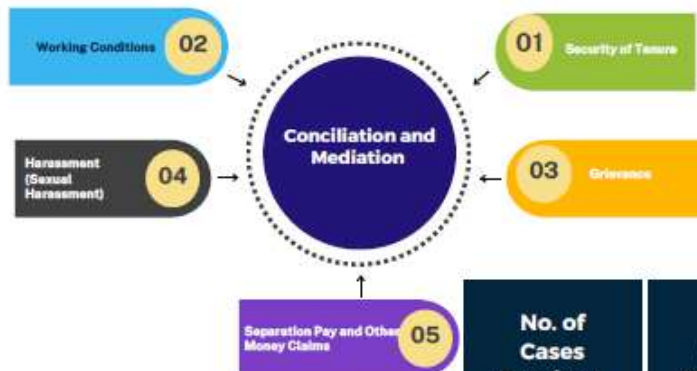 Working Conditions
02
01
Security of Tenure
Conciliation and
Mediation
Harassment
(Sexual
Harassment)
04
03
Grievance
Separation Pay and Other
Money Claims
05
No. of
Cases